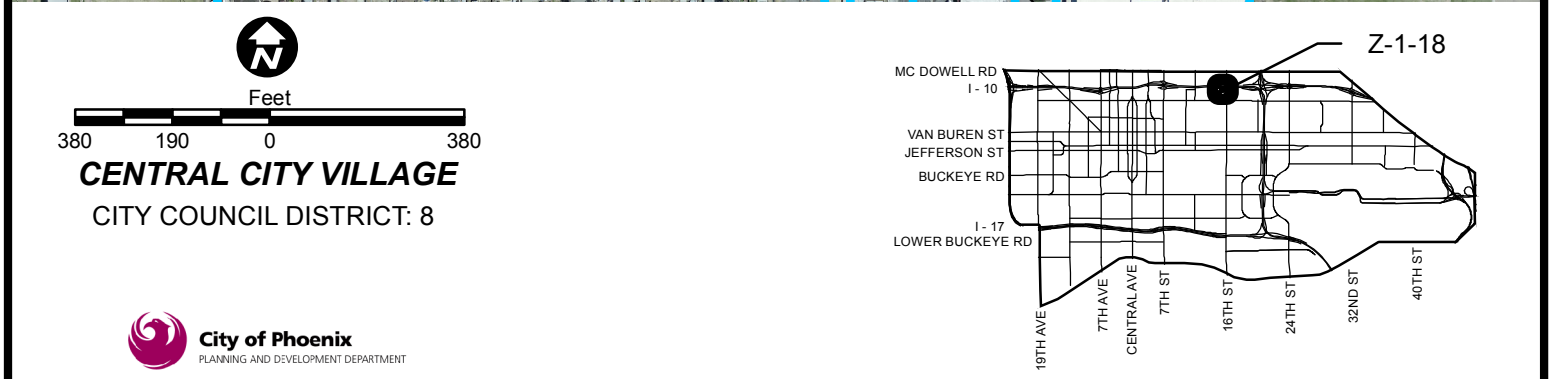 N
Feet
380 190 0 380
CENTRAL CITY VILLAGE
CITY COUNCIL DISTRICT: 8
City of Phoenix
PLANNING AND DEVELOPMENT DEPARTMENT
Z-1-18
MC DOWELL RD
I - 10
VAN BUREN ST
JEFFERSON ST
BUCKEYE RD
I - 17
LOWER BUCKEYE RD
19TH AVE
7TH AVE
CENTRAL AVE
7TH ST
16TH ST
24TH ST
32ND ST
40TH ST